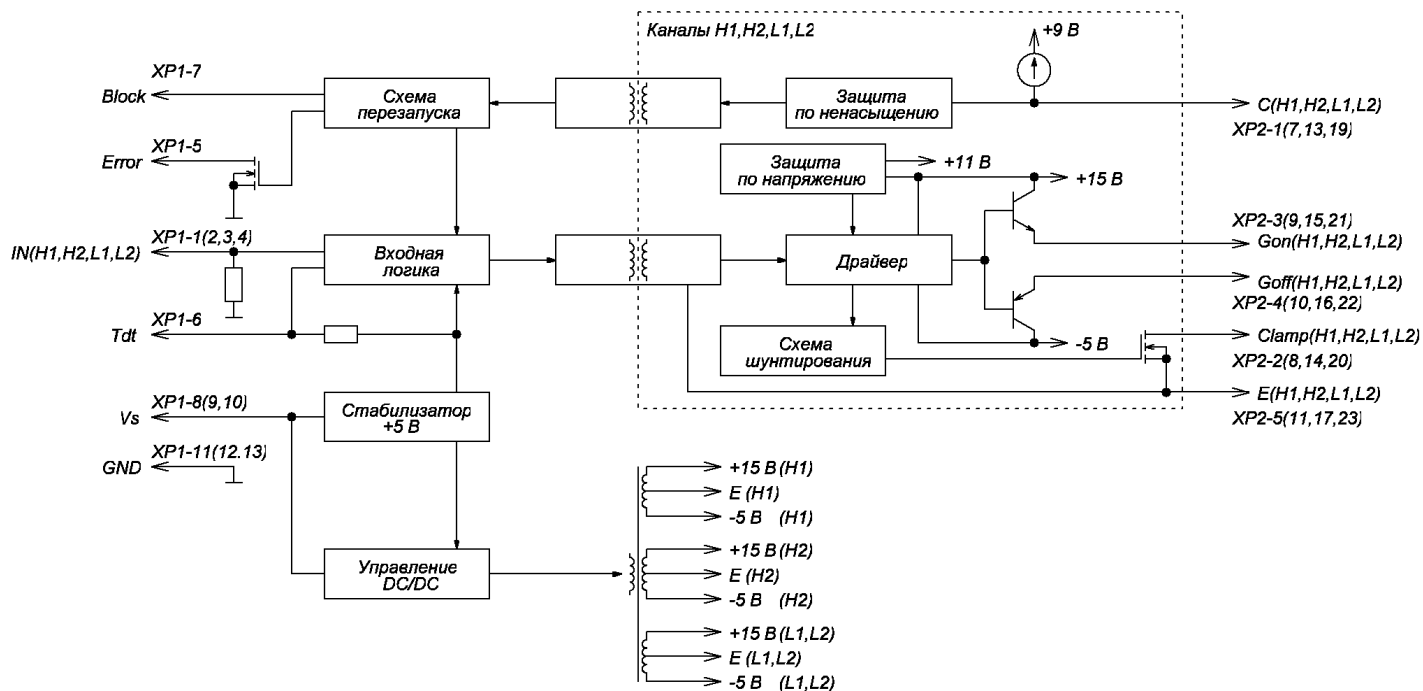 Каналы H1,H2,L1,L2
+9 В
XP1-7
Block
Схема
перезапуска
Защита
по ненасыщению
C(H1,H2,L1,L2)
XP2-1(7,13,19)
XP1-5
Error
Защита
по напряжению
+11 В
+15 В
XP1-1(2,3,4)
IN(H1,H2,L1,L2)
Входная
логика
Драйвер
XP2-3(9,15,21)
Gon(H1,H2,L1,L2)
Goff(H1,H2,L1,L2)
XP2-4(10,16,22)
XP1-6
Tdt
Схема
шунтирования
-5 В
Clamp(H1,H2,L1,L2)
XP2-2(8,14,20)
XP1-8(9,10)
Vs
Стабилизатор
+5 В
E(H1,H2,L1,L2)
XP2-5(11,17,23)
XP1-11(12.13)
GND
+15 В (H1)
E (H1)
-5 В (H1)
Управление
DC/DC
+15 В (H2)
E (H2)
-5 В (H2)
+15 В (L1,L2)
E (L1,L2)
-5 В (L1,L2)